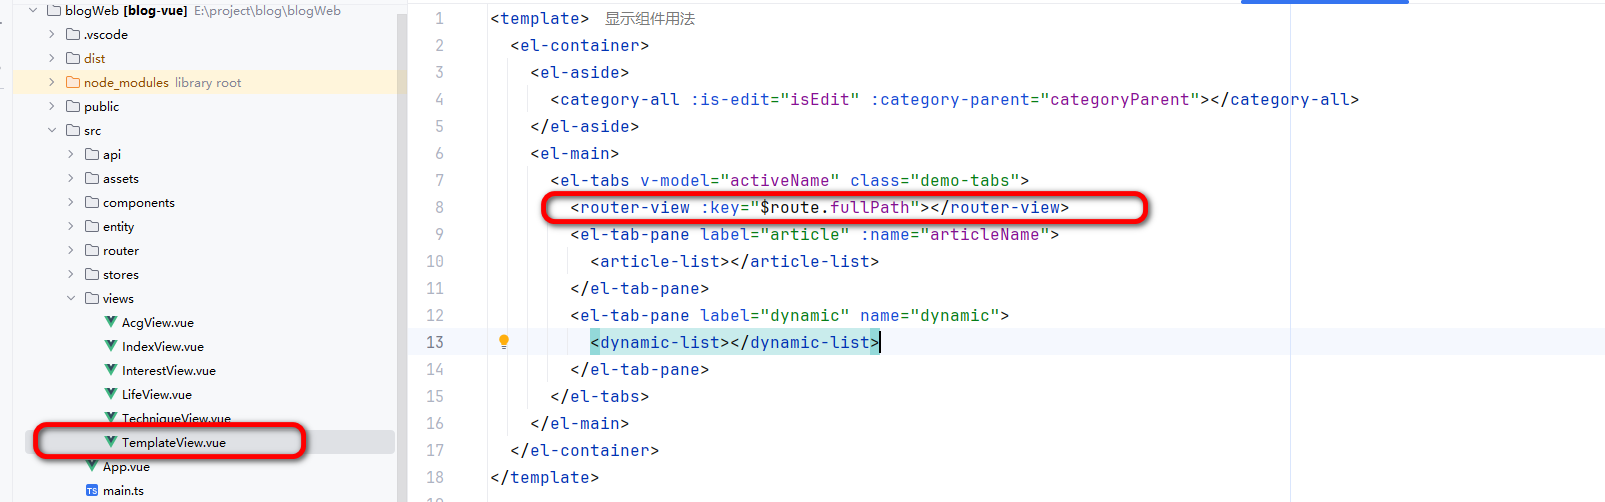 blogWeb [blog-vue] E:\project\blog\blogWeb
.vscode
dist
node_modules library root
public
src
api
assets
components
entity
router
stores
views
AcgView.vue
IndexView.vue
InterestView.vue
LifeView.vue
TechniqueView.vue
TemplateView.vue
App.vue
TS main.ts
1 <template> 显示组件用法
2 <el-container>
3 <el-aside>
4 <category-all :is-edit="isEdit" :category-parent="categoryParent"></category-all>
5 </el-aside>
6 <el-main>
7 <el-tabs v-model="activeName" class="demo-tabs">
8 <router-view :key="$route.fullPath"></router-view>
9 <el-tab-pane label="article" :name="articleName">
10 <article-list></article-list>
11 </el-tab-pane>
12 <el-tab-pane label="dynamic" name="dynamic">
13 <dynamic-list></dynamic-list>
14 </el-tab-pane>
15 </el-tabs>
16 </el-main>
17 </el-container>
18 </template>